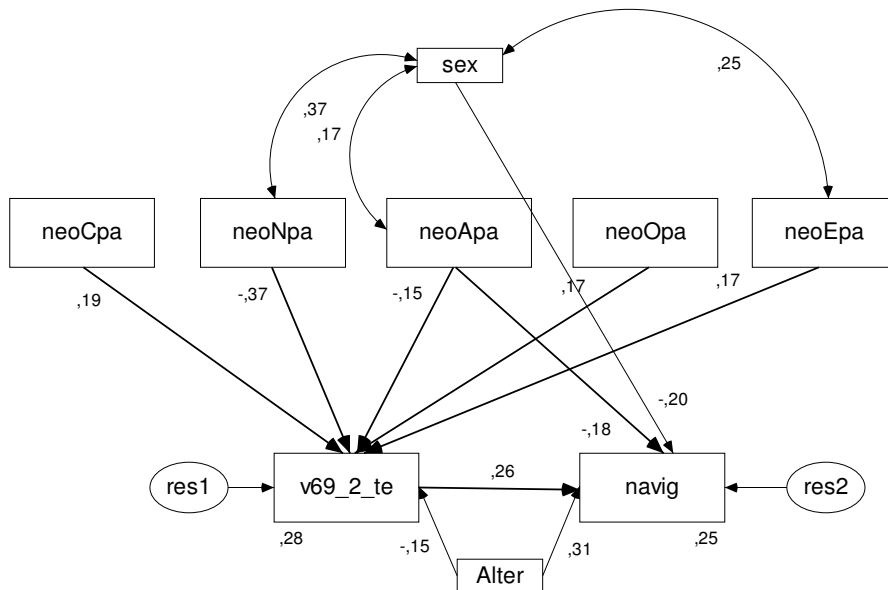 sex
,25
,37
,17
neoCpa
neoNpa
neoApa
neoOpa
neoEpa
,19
-,37
-,15
,17
,17
-,20
-,18
res1
v69_2_te
,26
navig
res2
,28
-,15
,31
,25
Alter